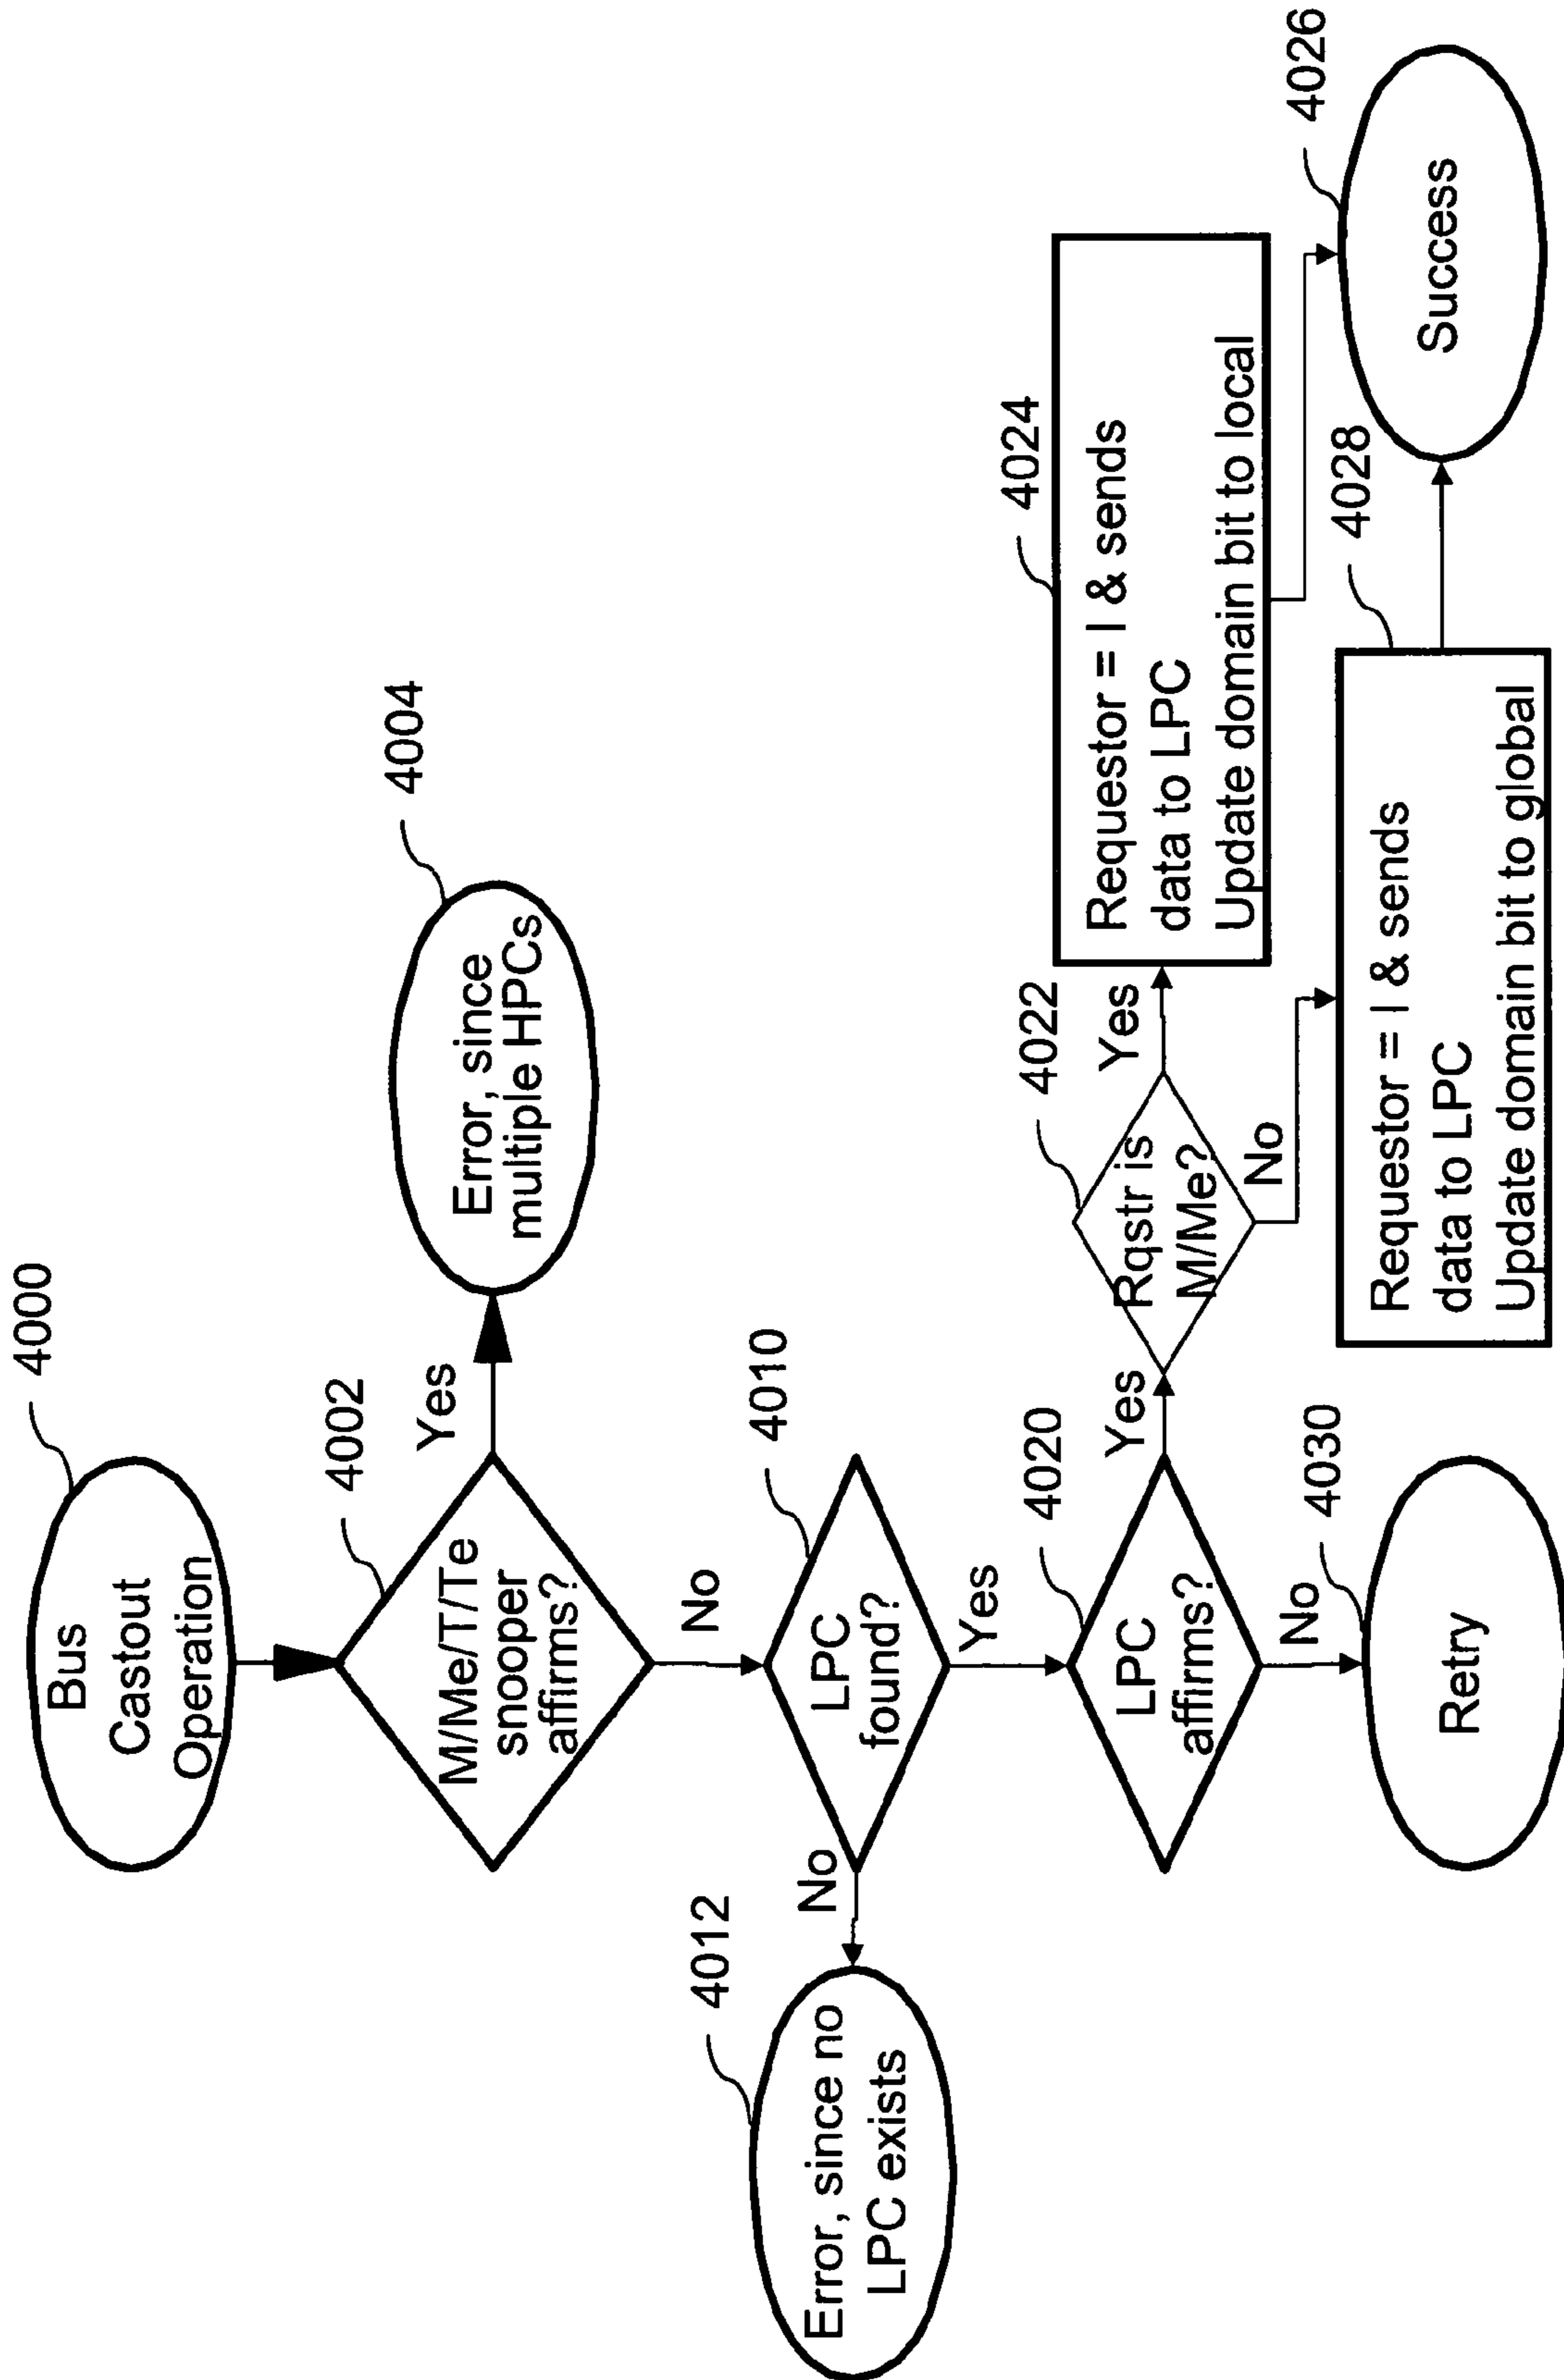 4000
Bus
Castout
Operation
4002
M/Me/T/Te
snooper
affirms?
Yes
4004
Error, since
multiple HPCs
No
4010
LPC
found?
No
4012
Error, since no
LPC exists
Yes
4020
LPC
affirms?
Yes
4022
Rqstr is
M/Me?
Yes
4024
Requestor = I & sends
data to LPC
Update domain bit to local
4026
Success
No
4028
Requestor = I & sends
data to LPC
Update domain bit to global
No
4030
Retry